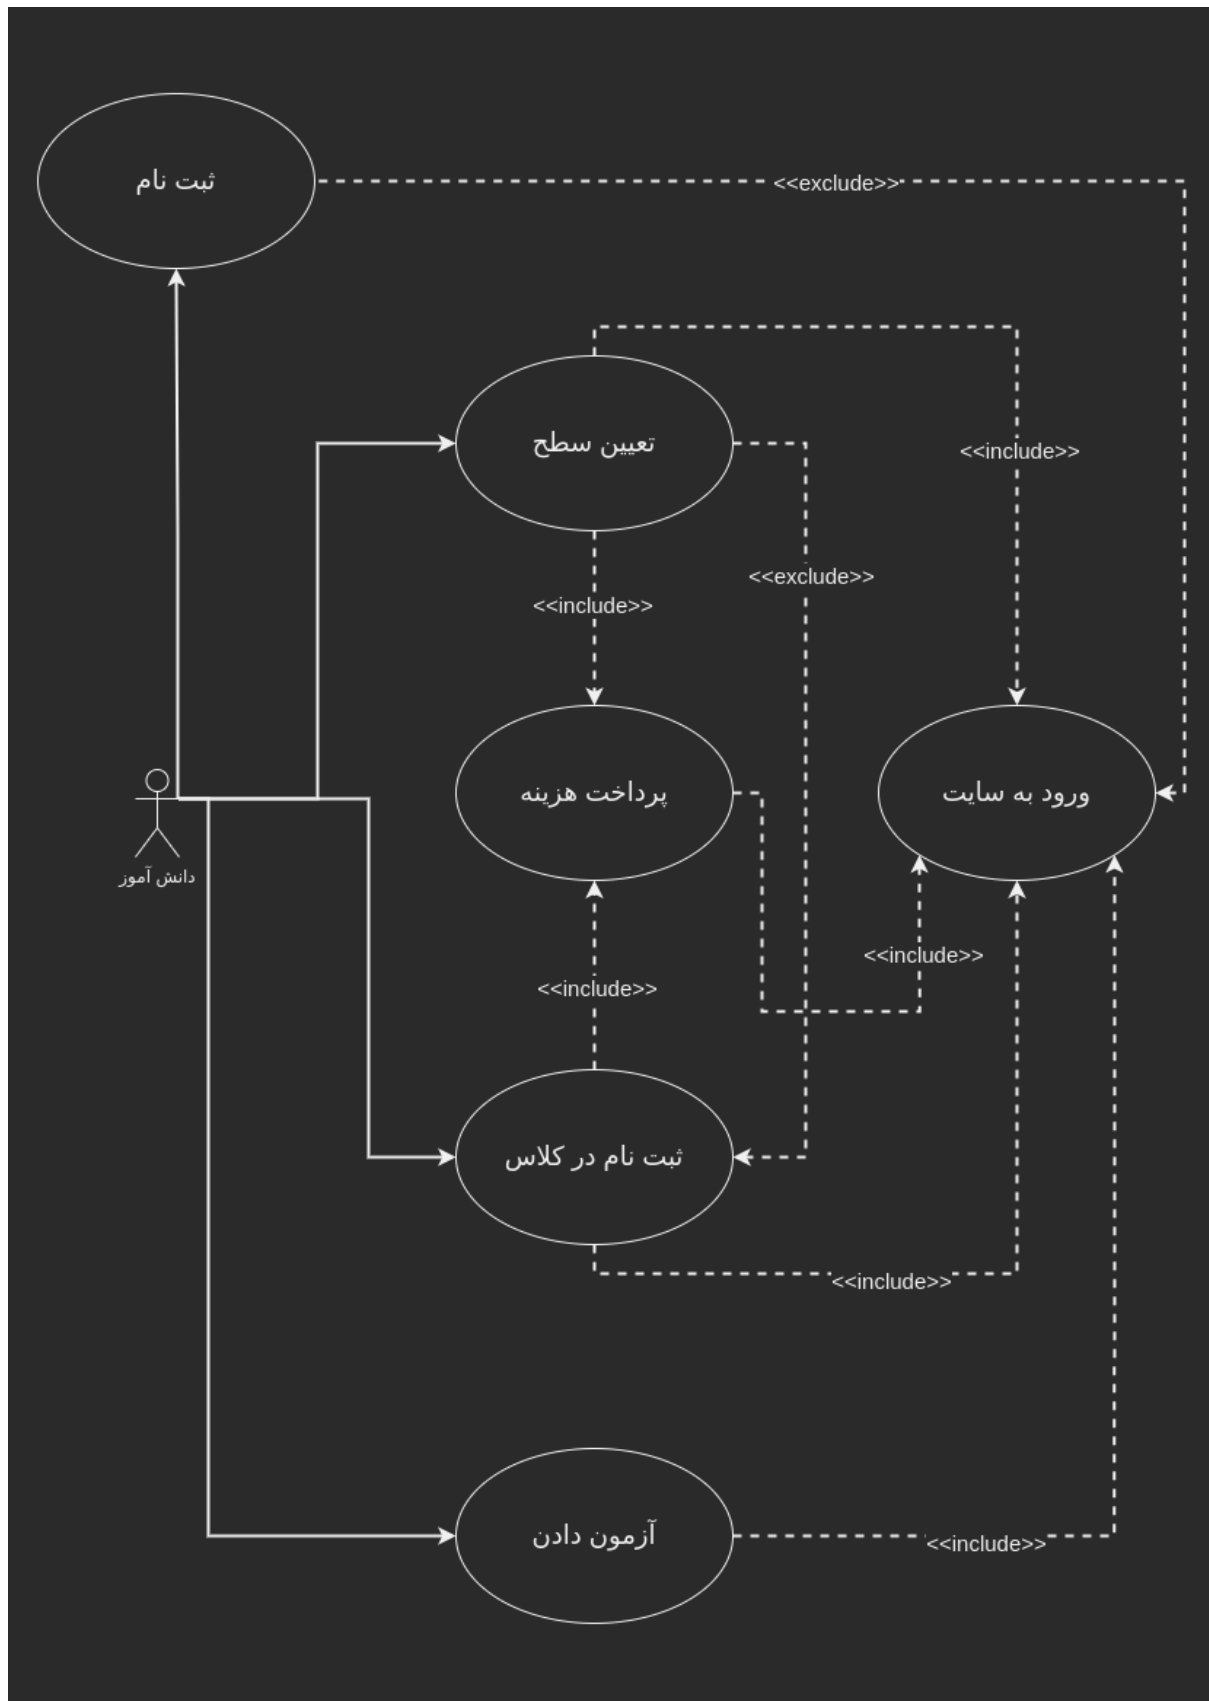 ثبت نام
<<exclude>>
تعیین سطح
<<include>>
<<exclude>>
<<include>>
پرداخت هزینه
ورود به سایت
دانش آموز
<<include>>
<<include>>
ثبت نام در کلاس
<<include>>
آزمون دادن
<<include>>